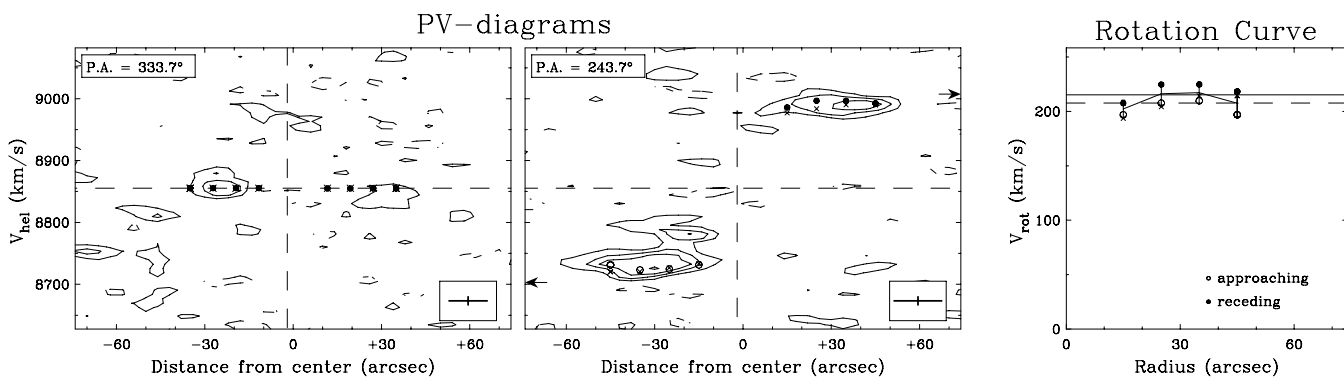 PV-diagrams
Rotation Curve
P.A. = 333.7°
P.A. = 243.7°
9000
8900
8800
8700
V_hel (km/s)
-60 -30 0 +30 +60
Distance from center (arcsec)
-60 -30 0 +30 +60
Distance from center (arcsec)
200
100
0
V_rot (km/s)
approaching
receding
0 30 60
Radius (arcsec)